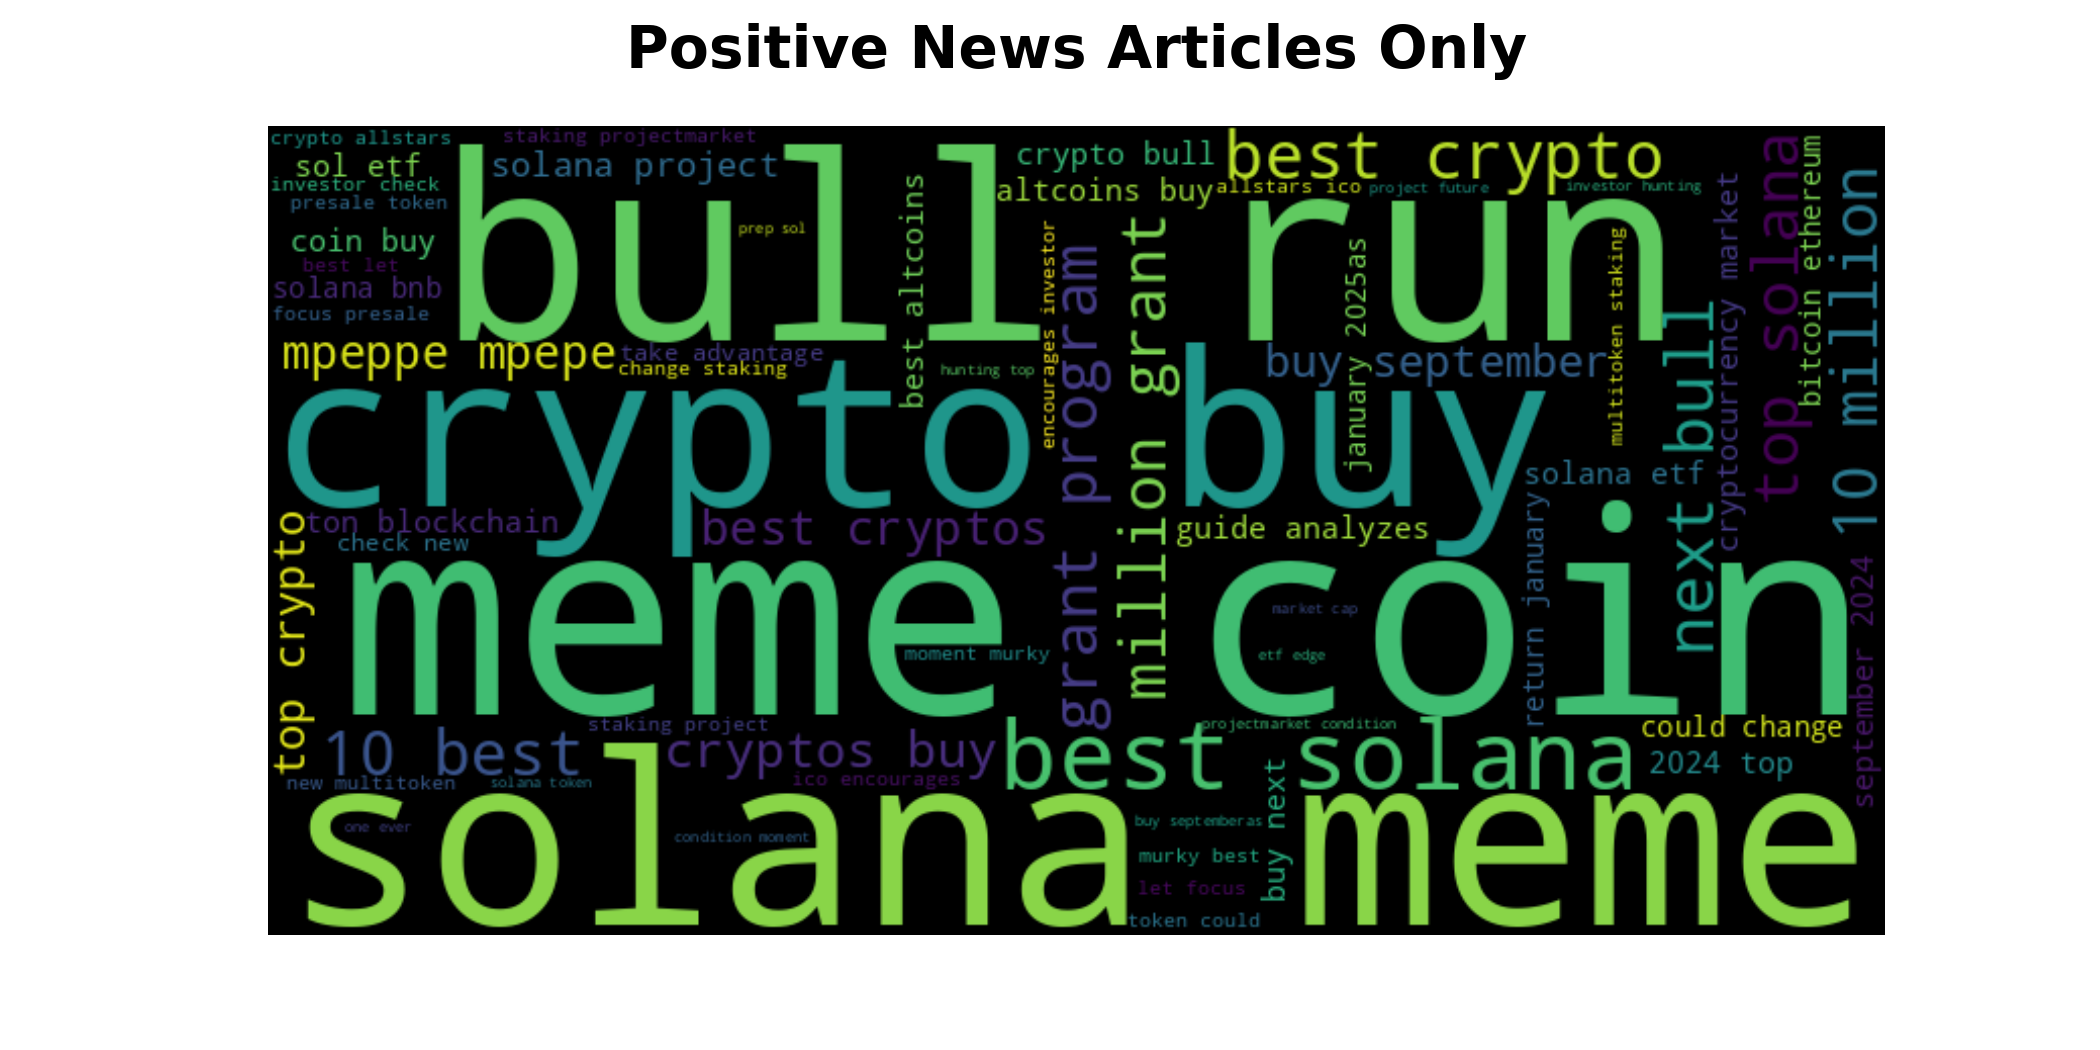 Positive News Articles Only
crypto allstars
staking projectmarket
sol etf
solana project
crypto bull
best crypto
investor check
altcoins buy
allstars ico
project future
investor hunting
presale token
bull run
prep sol
coin buy
best let
solana bnb
focus presale
best altcoins
encourages investor
grant program
million grant
january 2025as
multitoken staking
next bull
cryptocurrency market
top solana
bitcoin ethereum
10 million
mpeppe mpepe
take advantage
change staking
hunting top
buy september
crypto buy
solana etf
ton blockchain
best cryptos
guide analyzes
check new
top crypto
meme coin
market cap
moment murky
etf edge
return january
september 2024
staking project
projectmarket condition
could change
10 best
cryptos buy
best solana
2024 top
new multitoken
solana token
ico encourages
solana meme
one ever
condition moment
buy septemberas
buy next
murky best
let focus
token could